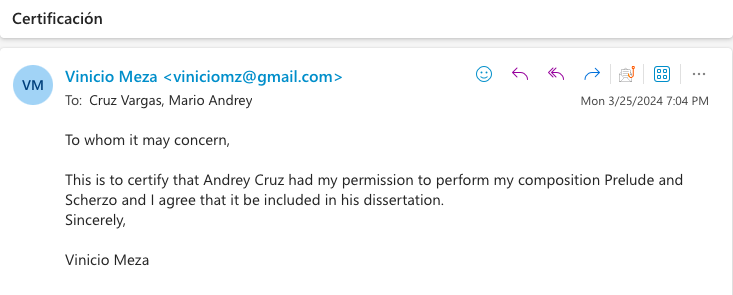 Certificación
VM
Vinicio Meza <viniciomz@gmail.com>
To: Cruz Vargas, Mario Andrey
Mon 3/25/2024 7:04 PM
To whom it may concern,
This is to certify that Andrey Cruz had my permission to perform my composition Prelude and
Scherzo and I agree that it be included in his dissertation.
Sincerely,
Vinicio Meza